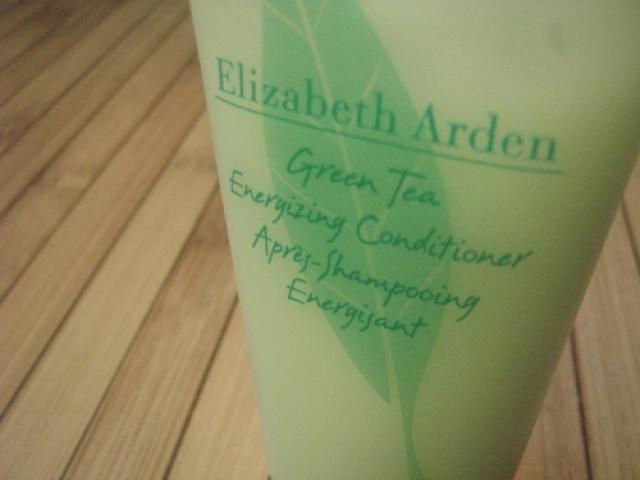 Elizabeth Arden
Green Tea
Energizing Conditioner
Après-Shampooing
Energisant